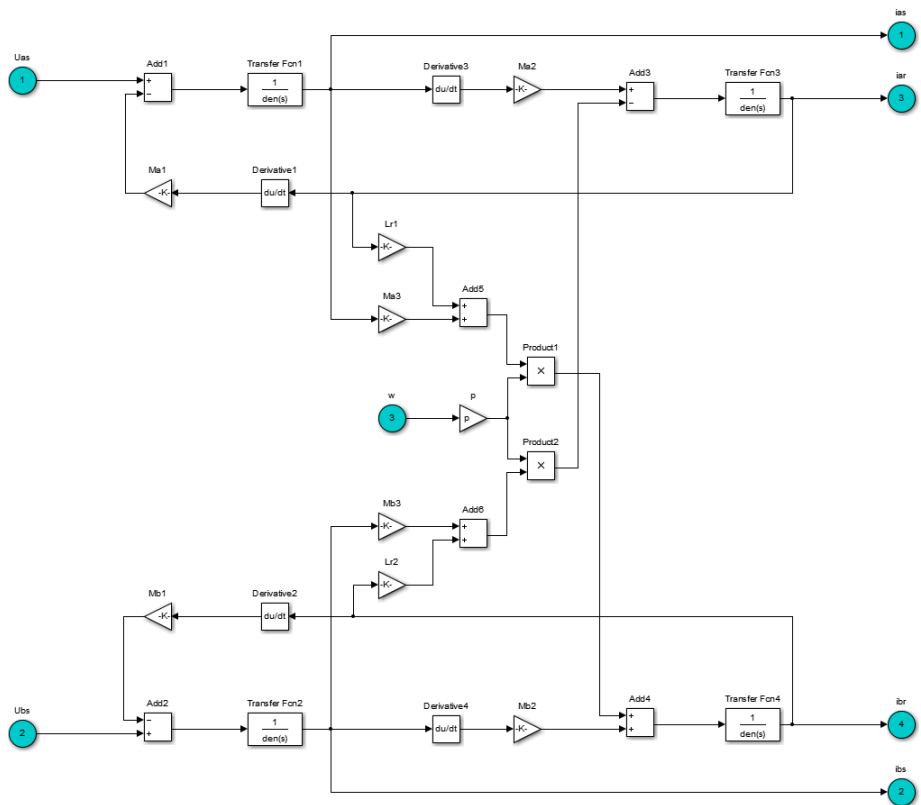 ias
1
Uas
1
Add1
+
−
Transfer Fcn1
1
den(s)
Derivative3
du/dt
Ma2
-K-
Add3
+
−
Transfer Fcn3
1
den(s)
iar
3
Ma1
-K-
Derivative1
du/dt
Lr1
-K-
Ma3
-K-
Add5
+
+
Product1
×
w
3
p
p
Product2
×
Mb3
-K-
Add6
+
+
Lr2
-K-
Mb1
-K-
Derivative2
du/dt
Ubs
2
Add2
−
+
Transfer Fcn2
1
den(s)
Derivative4
du/dt
Mb2
-K-
Add4
+
+
Transfer Fcn4
1
den(s)
ibr
4
ibs
2